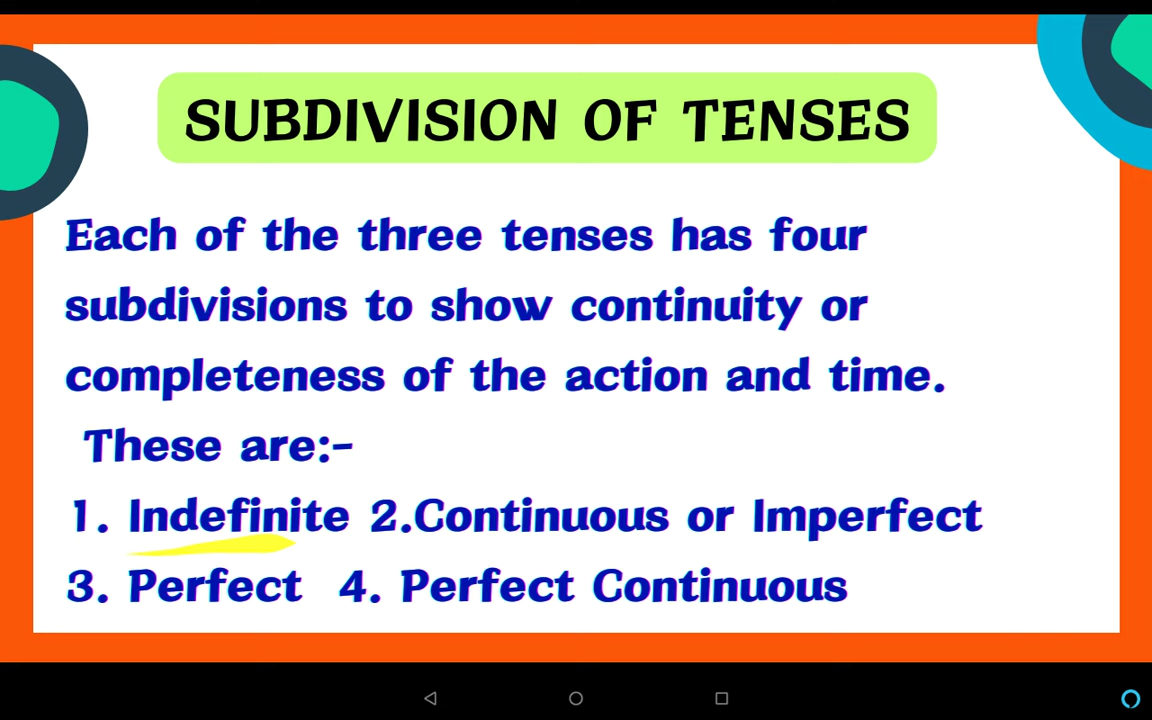 SUBDIVISION OF TENSES
Each of the three tenses has four
subdivisions to show continuity or
completeness of the action and time.
These are:-
1. Indefinite 2.Continuous or Imperfect
3. Perfect 4. Perfect Continuous